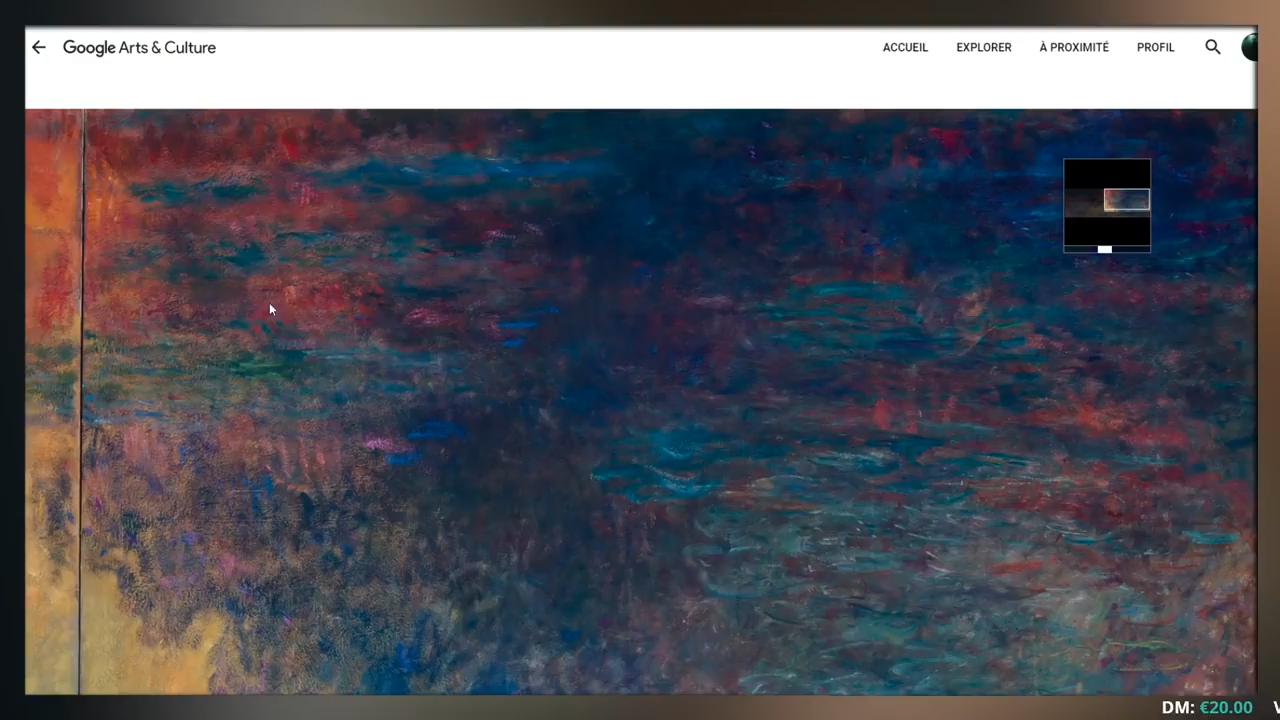 Google Arts & Culture
ACCUEIL EXPLORER À PROXIMITÉ PROFIL
DM: €20.00